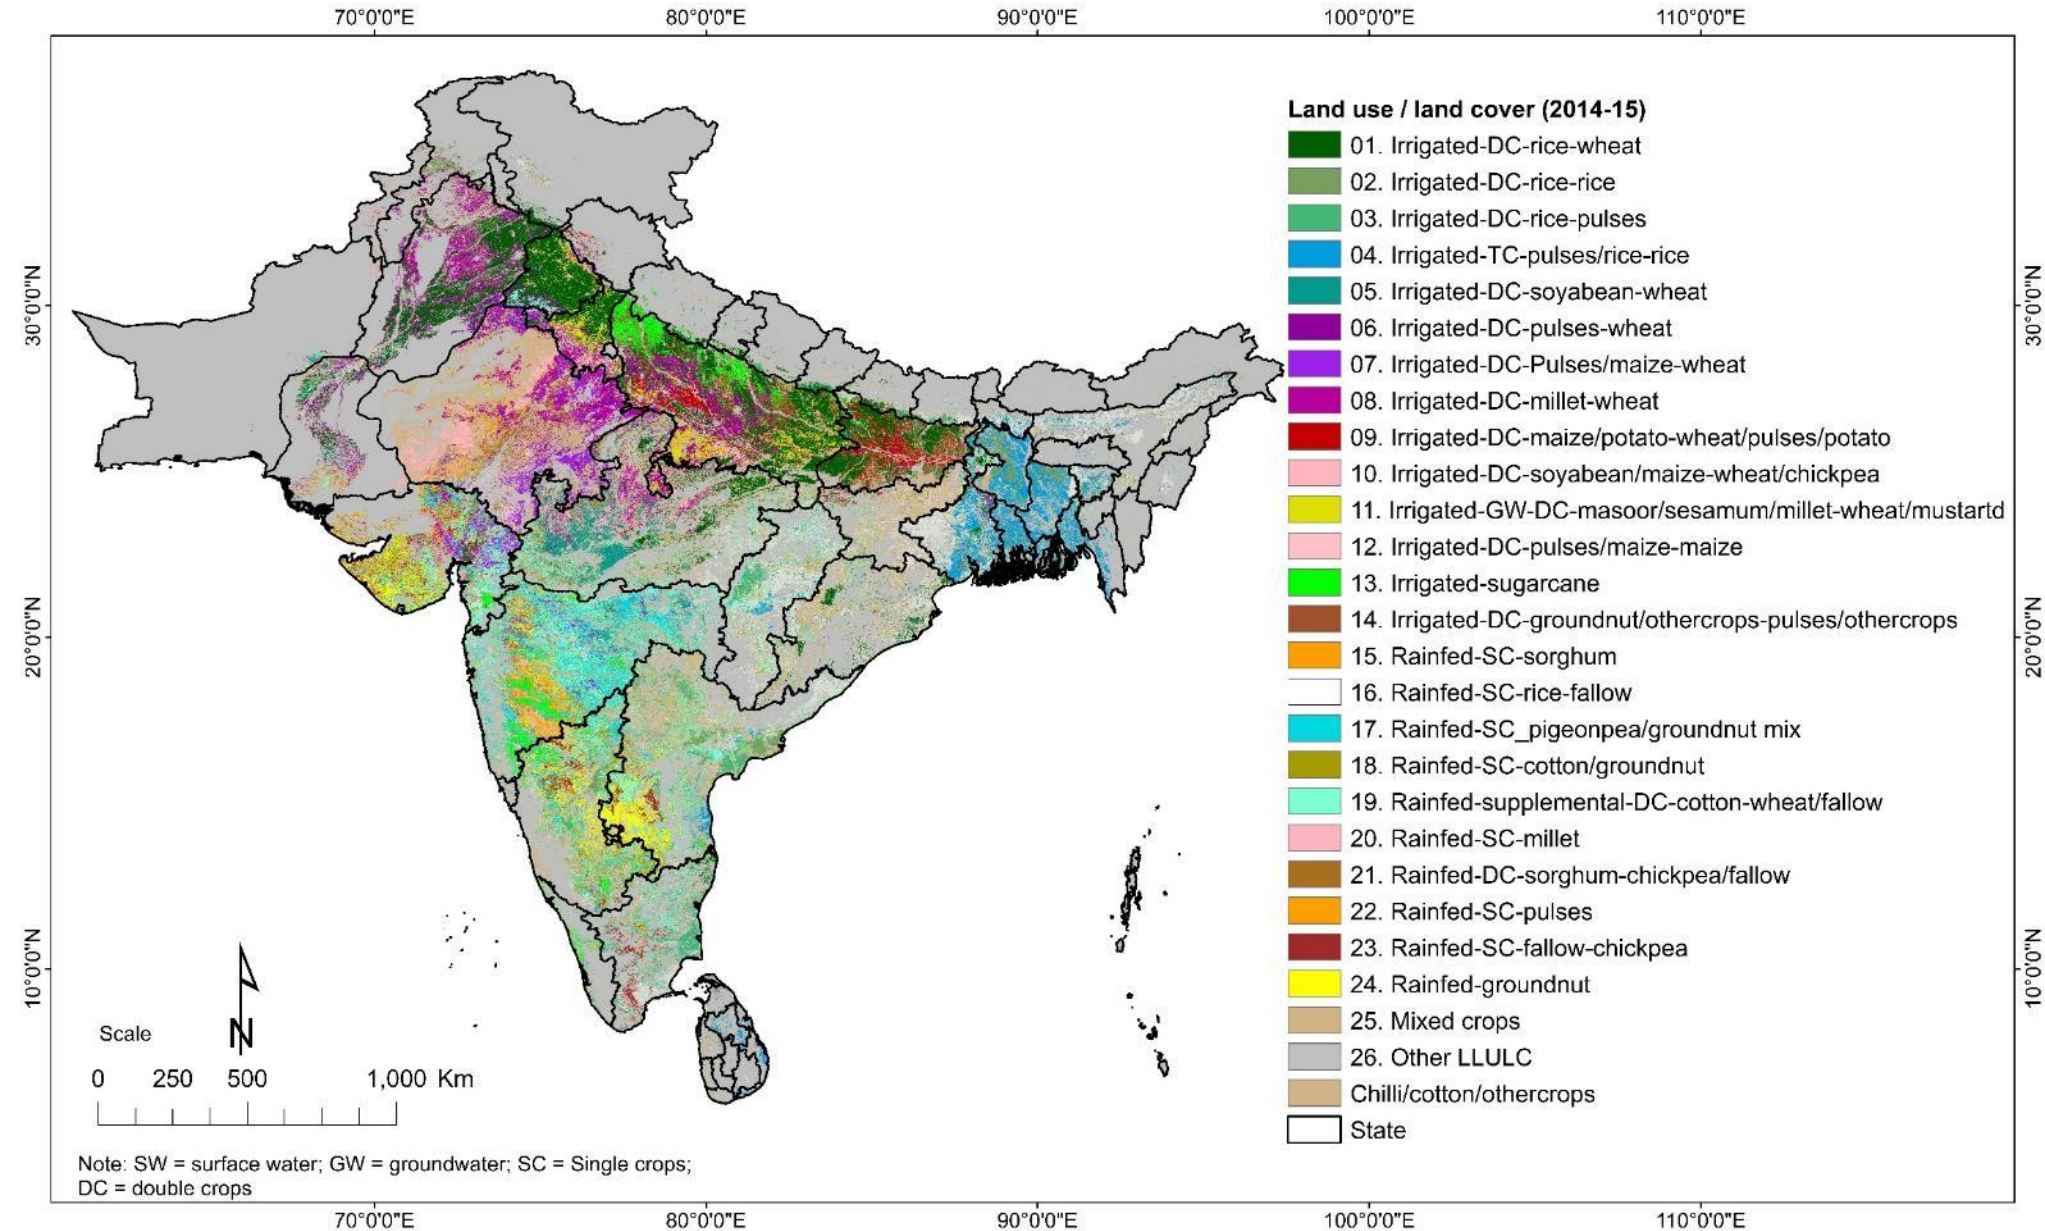 70°0'0"E 80°0'0"E 90°0'0"E 100°0'0"E 110°0'0"E
30°0'0"N
20°0'0"N
10°0'0"N
Land use / land cover (2014-15)
01. Irrigated-DC-rice-wheat
02. Irrigated-DC-rice-rice
03. Irrigated-DC-rice-pulses
04. Irrigated-TC-pulses/rice-rice
05. Irrigated-DC-soyabean-wheat
06. Irrigated-DC-pulses-wheat
07. Irrigated-DC-Pulses/maize-wheat
08. Irrigated-DC-millet-wheat
09. Irrigated-DC-maize/potato-wheat/pulses/potato
10. Irrigated-DC-soyabean/maize-wheat/chickpea
11. Irrigated-GW-DC-masoor/sesamum/millet-wheat/mustartd
12. Irrigated-DC-pulses/maize-maize
13. Irrigated-sugarcane
14. Irrigated-DC-groundnut/othercrops-pulses/othercrops
15. Rainfed-SC-sorghum
16. Rainfed-SC-rice-fallow
17. Rainfed-SC_pigeonpea/groundnut mix
18. Rainfed-SC-cotton/groundnut
19. Rainfed-supplemental-DC-cotton-wheat/fallow
20. Rainfed-SC-millet
21. Rainfed-DC-sorghum-chickpea/fallow
22. Rainfed-SC-pulses
23. Rainfed-SC-fallow-chickpea
24. Rainfed-groundnut
25. Mixed crops
26. Other LLULC
Chilli/cotton/othercrops
State
30°0'0"N
20°0'0"N
10°0'0"N
N
Scale
0 250 500 1,000 Km
Note: SW = surface water; GW = groundwater; SC = Single crops;
DC = double crops
70°0'0"E 80°0'0"E 90°0'0"E 100°0'0"E 110°0'0"E